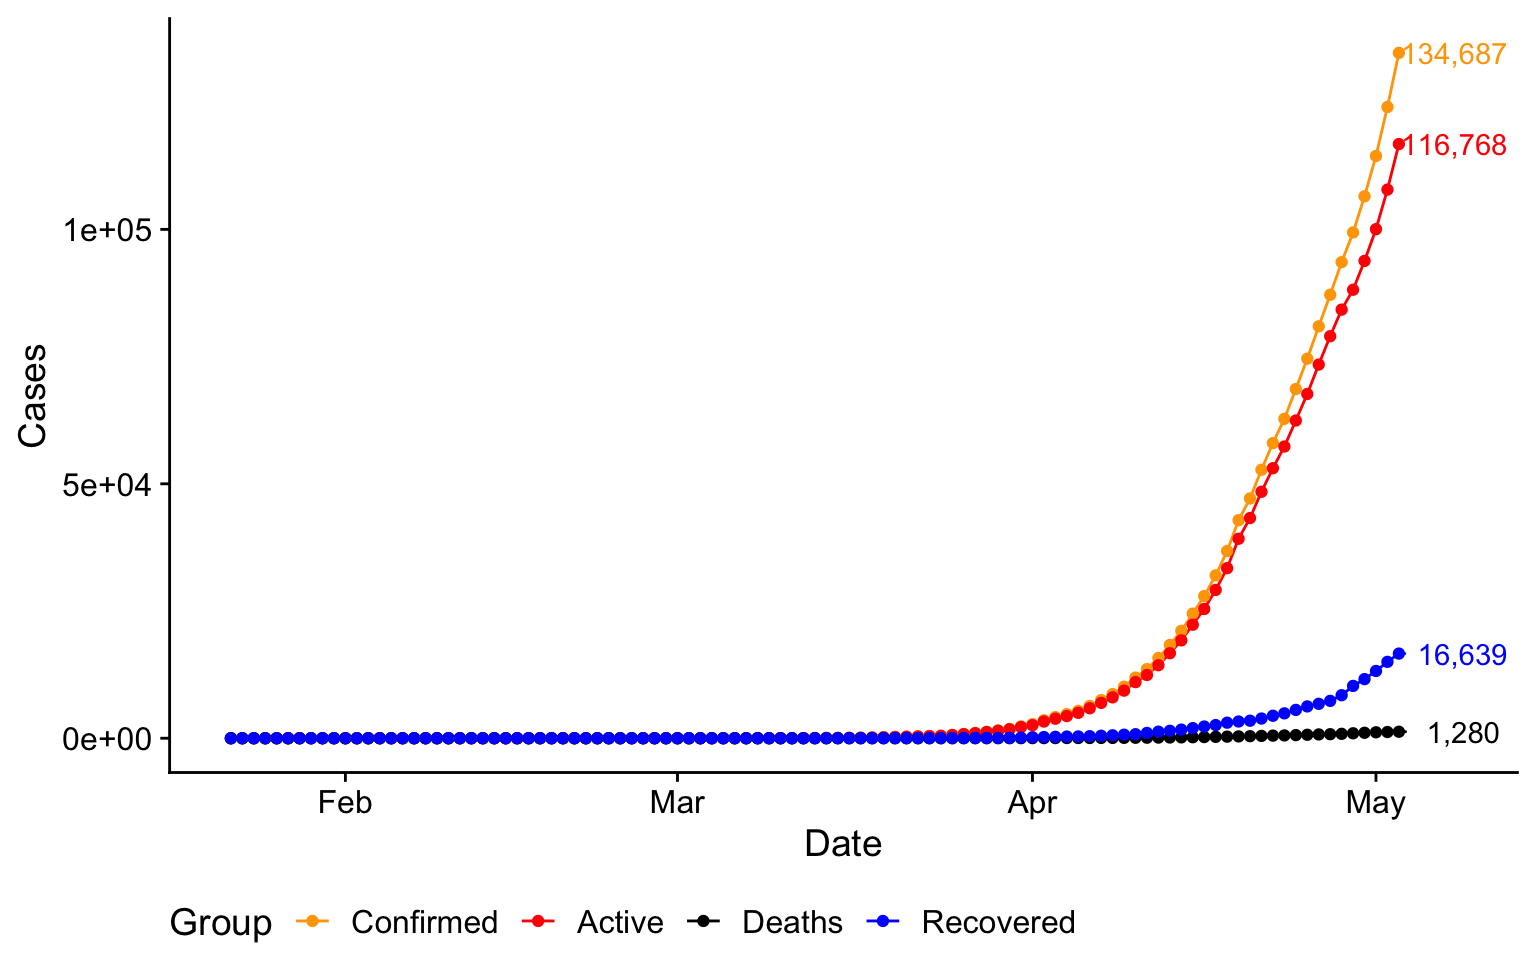 134,687
116,768
1e+05
Cases
5e+04
16,639
0e+00
1,280
Feb Mar Apr May
Date
Group Confirmed Active Deaths Recovered